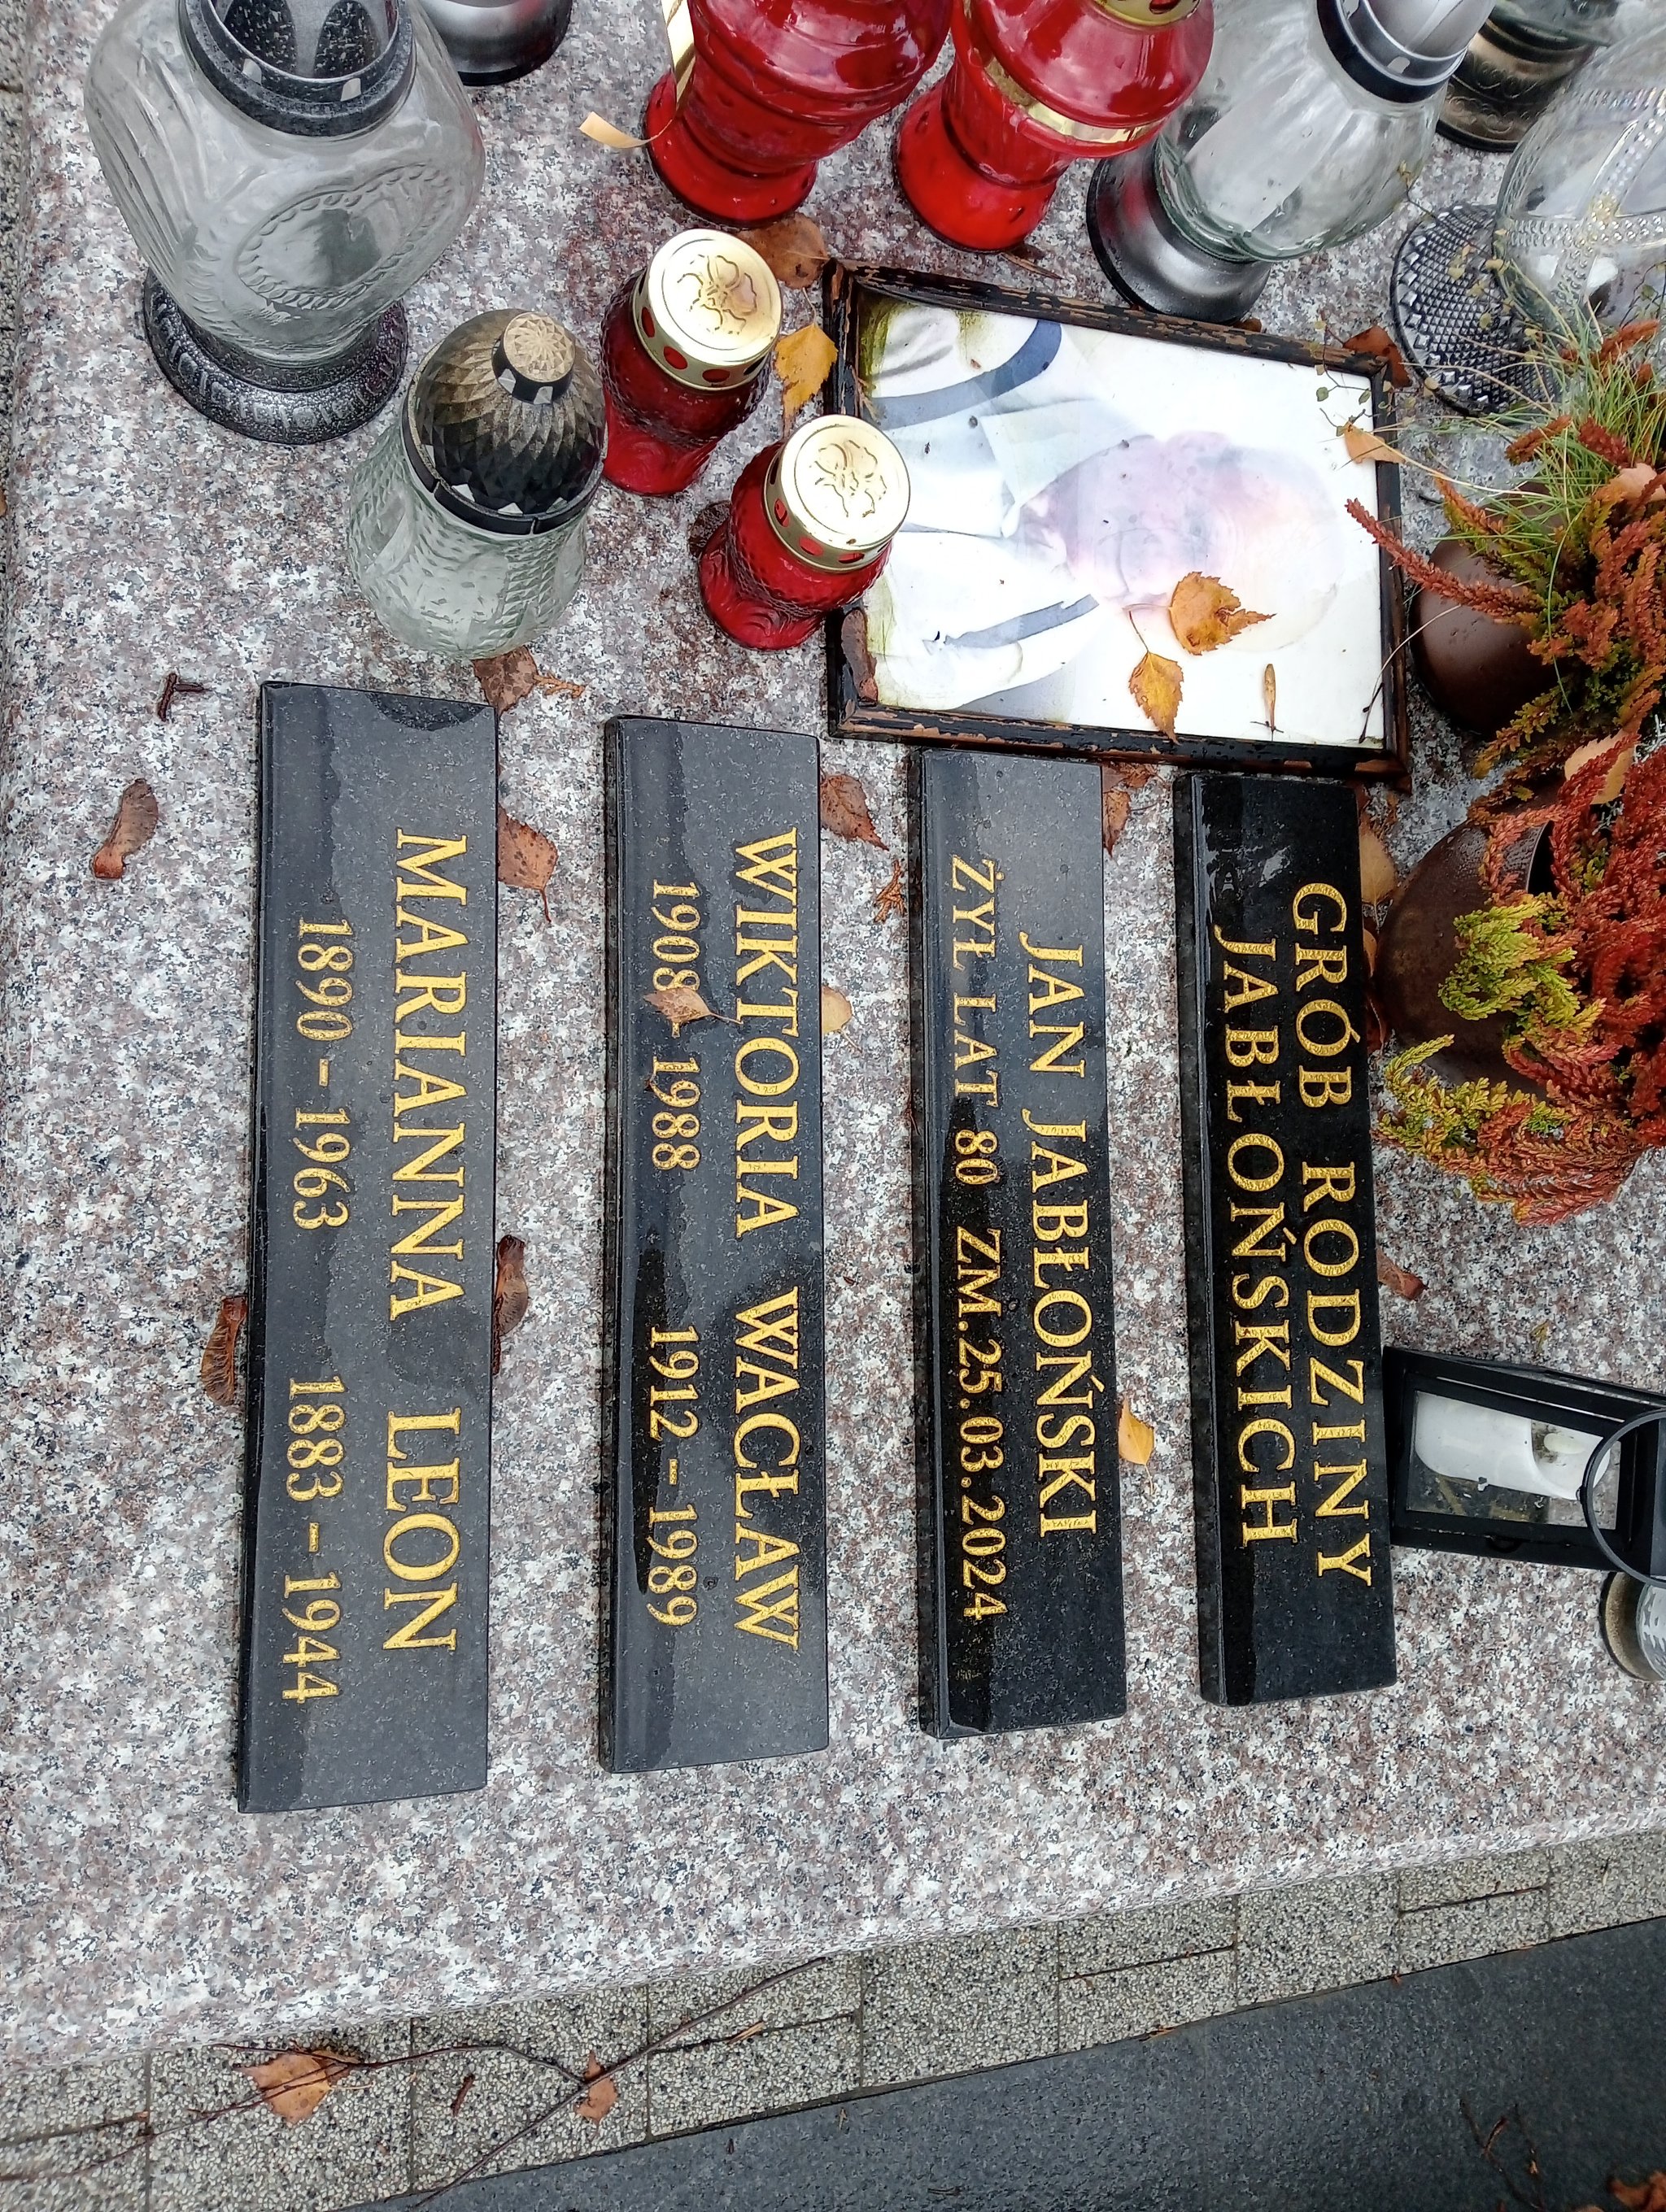 GRÓB RODZINY
JABŁOŃSKICH
JAN JABŁOŃSKI
ŻYŁ LAT 80 ZM.25.03.2024
WIKTORIA WACŁAW
1908 - 1988 1912 - 1989
MARIANNA LEON
1890 - 1963 1883 - 1944